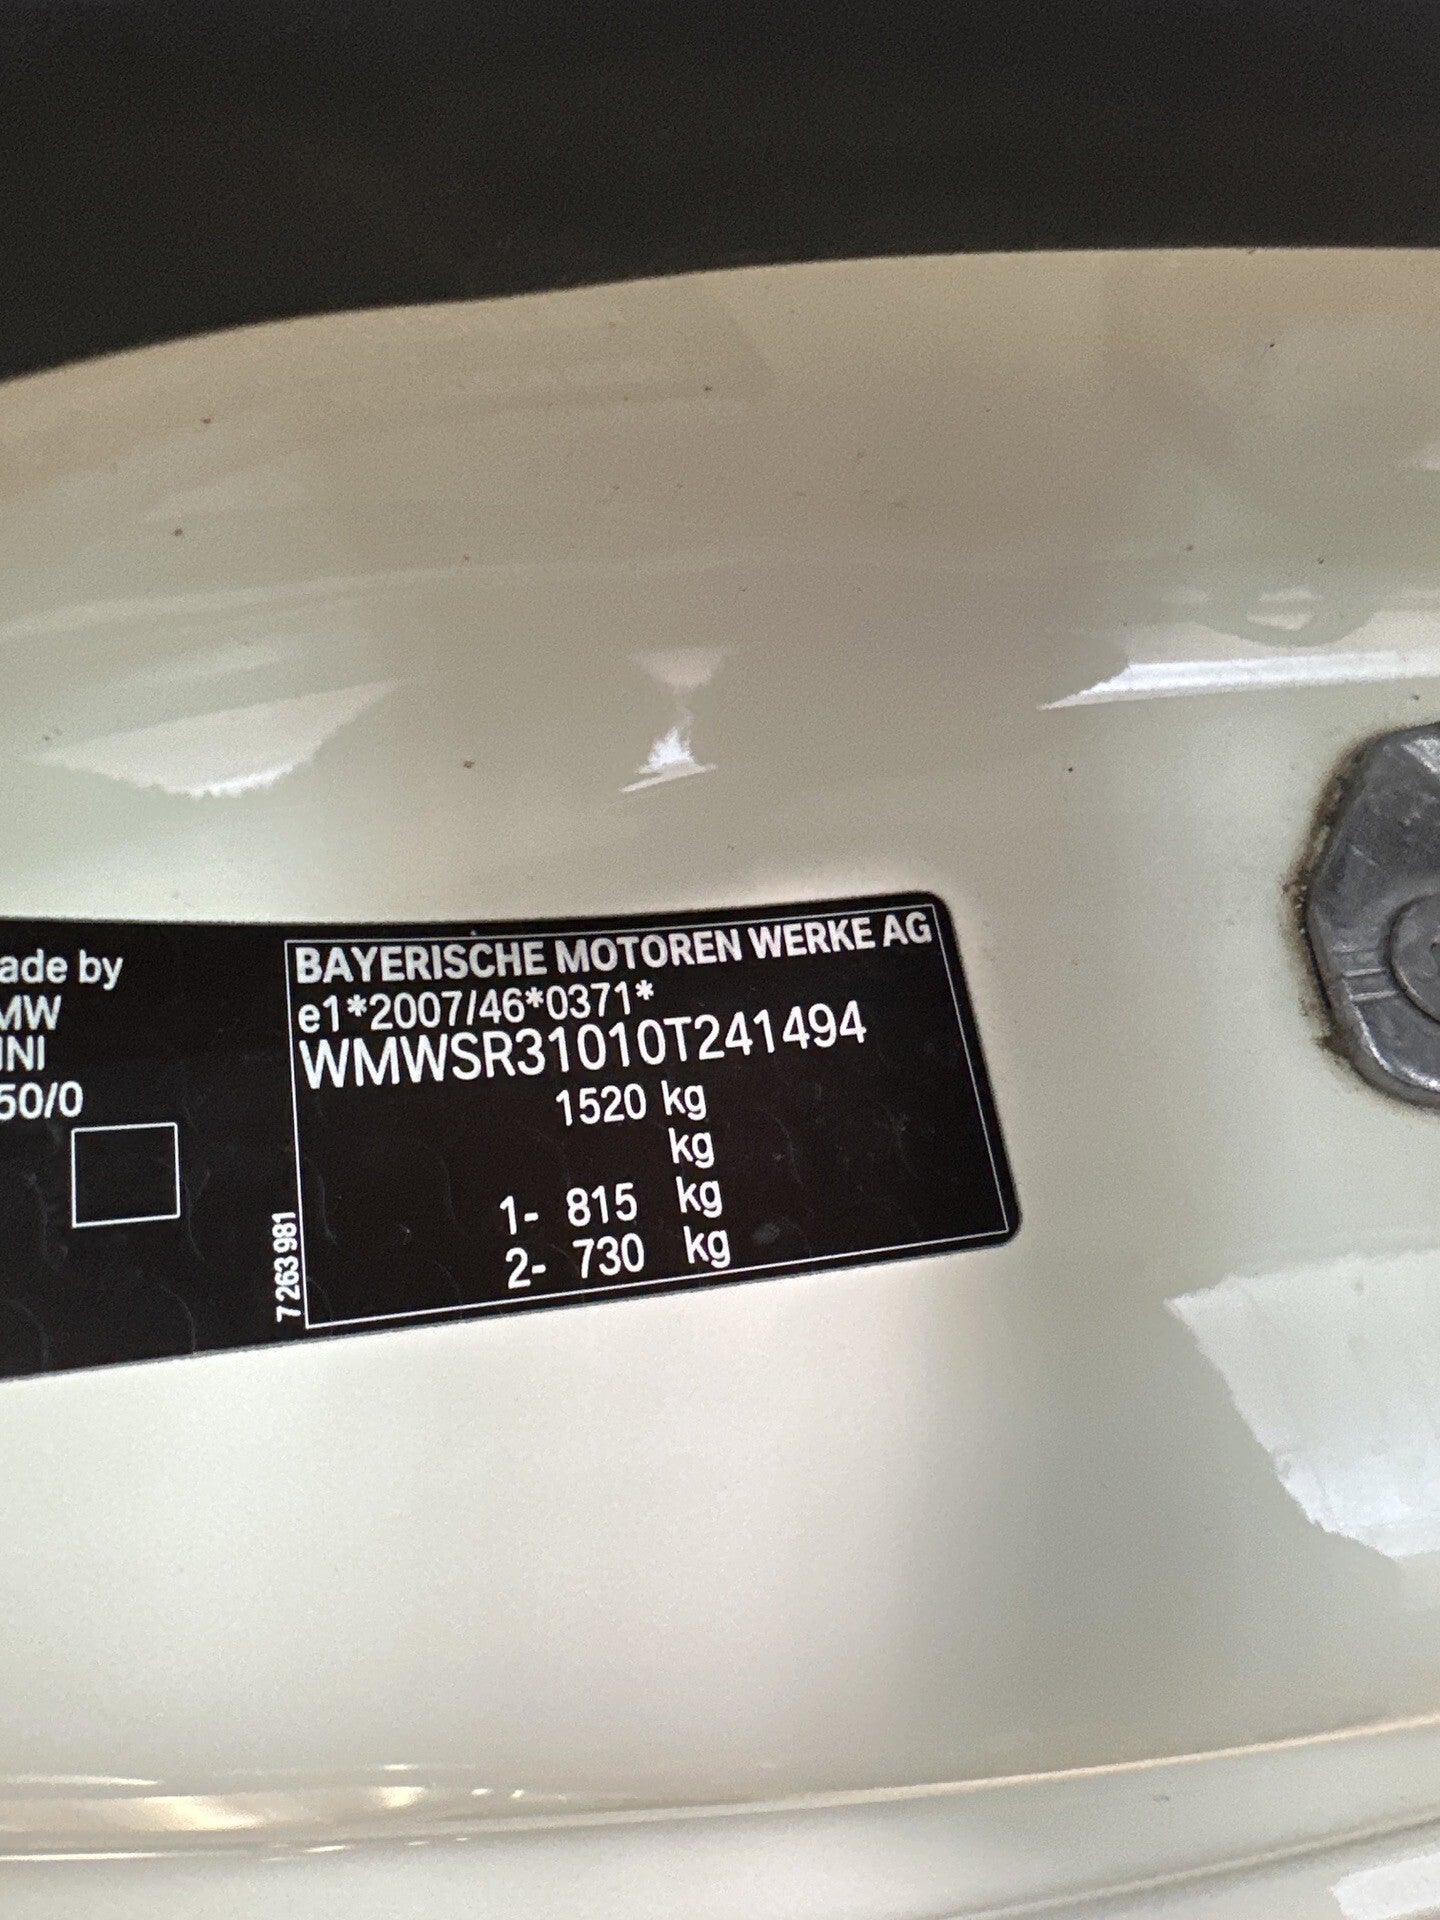 ade by
MW
INI
50/0
BAYERISCHE MOTOREN WERKE AG
e1*2007/46*0371*
WMWSR31010T241494
1520 kg
kg
1- 815 kg
2- 730 kg
7 263 981